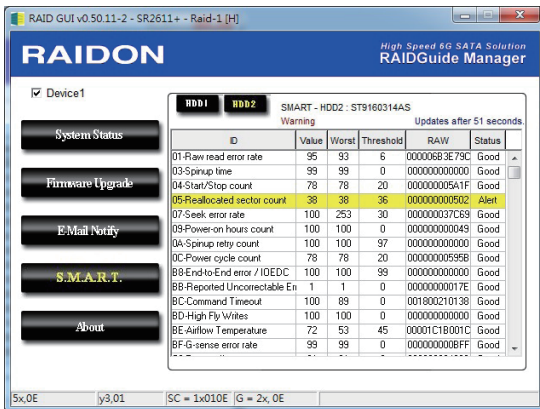 RAID GUI v0.50.11-2 - SR2611+ - Raid-1 [H]
RAIDON
High Speed 6G SATA Solution
RAIDGuide Manager
Device1
System Status
Firmware Upgrade
E-Mail Notify
S.M.A.R.T.
About
HDD1 HDD2 SMART - HDD2 : ST9160314AS
Warning Updates after 51 seconds.
ID Value Worst Threshold RAW Status
01-Raw read error rate 95 93 6 000006B3E79C Good
03-Spinup time 99 99 0 000000000000 Good
04-Start/Stop count 78 78 20 000000005A1F Good
05-Reallocated sector count 38 38 36 000000000502 Alert
07-Seek error rate 100 253 30 000000037C69 Good
09-Power-on hours count 100 100 0 000000000049 Good
0A-Spinup retry count 100 100 97 000000000000 Good
0C-Power cycle count 78 78 20 00000000595B Good
B8-End-to-End error / IOEDC 100 100 99 000000000000 Good
BB-Reported Uncorrectable En 1 1 0 00000000017E Good
BC-Command Timeout 100 89 0 001800210138 Good
BD-High Fly Writes 100 100 0 000000000000 Good
BE-Airflow Temperature 72 53 45 00001C1B001C Good
BF-G-sense error rate 99 99 0 000000000BFF Good
5x,0E y3,01 SC = 1x010E G = 2x, 0E